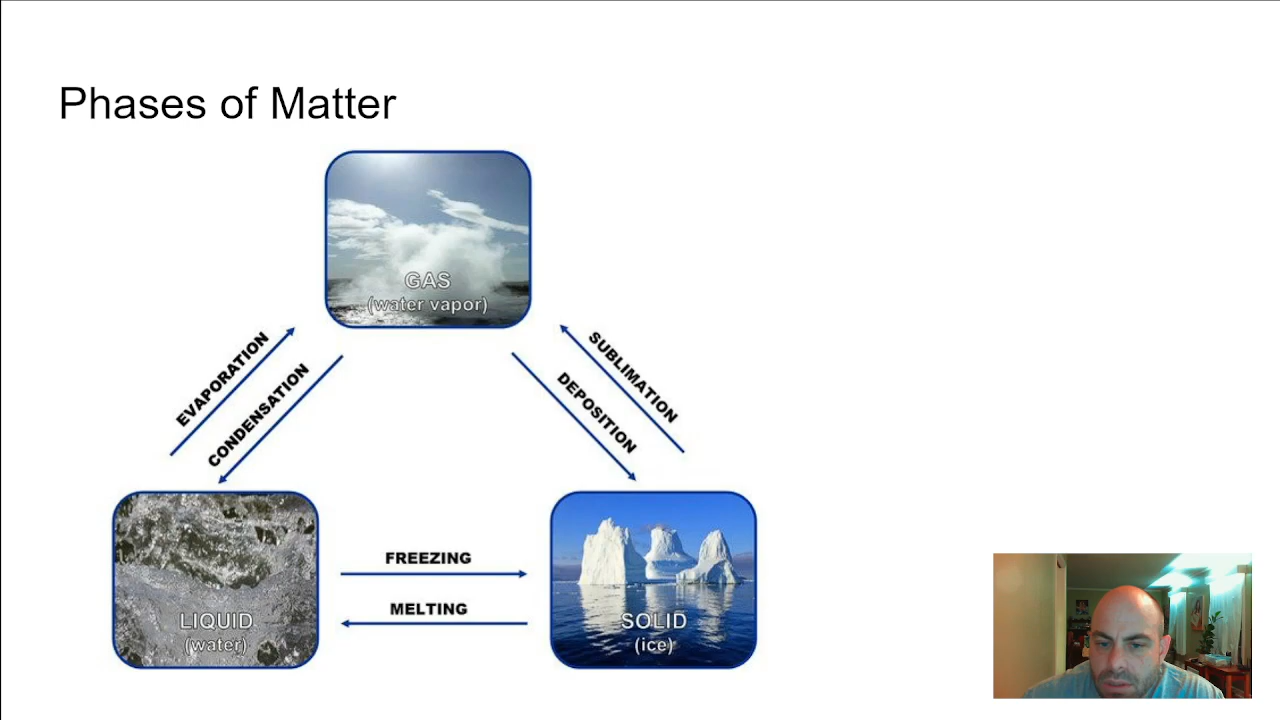 Phases of Matter
GAS
(water vapor)
EVAPORATION
CONDENSATION
SUBLIMATION
DEPOSITION
FREEZING
MELTING
LIQUID
(water)
SOLID
(ice)